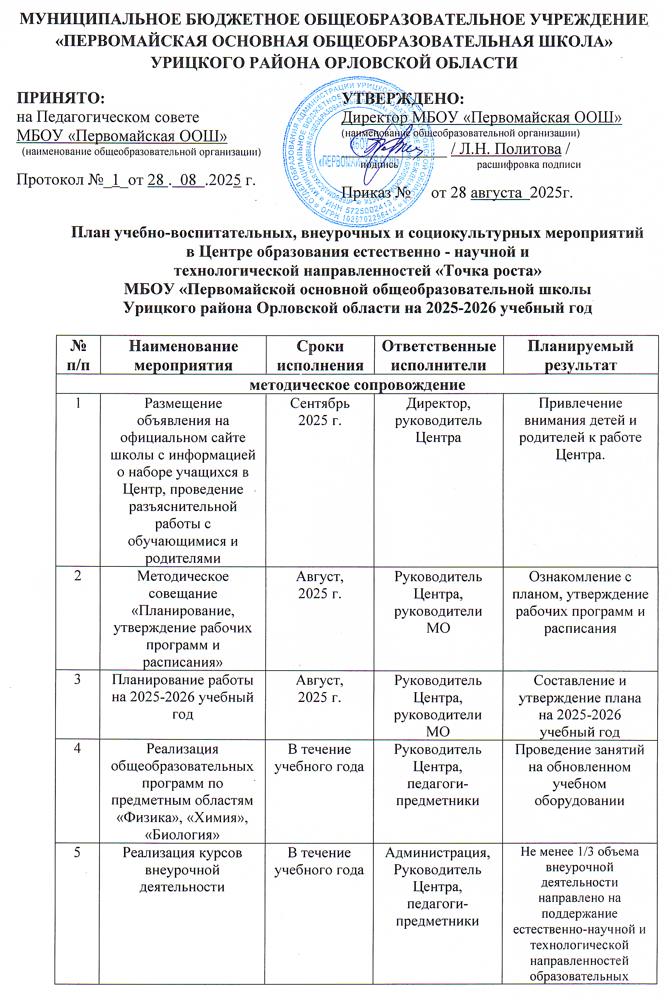 МУНИЦИПАЛЬНОЕ БЮДЖЕТНОЕ ОБЩЕОБРАЗОВАТЕЛЬНОЕ УЧРЕЖДЕНИЕ
«ПЕРВОМАЙСКАЯ ОСНОВНАЯ ОБЩЕОБРАЗОВАТЕЛЬНАЯ ШКОЛА»
УРИЦКОГО РАЙОНА ОРЛОВСКОЙ ОБЛАСТИ
ПРИНЯТО:
на Педагогическом совете
МБОУ «Первомайская ООШ»
(наименование общеобразовательной организации)
Протокол №_1_от 28 . 08 .2025 г.
УТВЕРЖДЕНО:
Директор МБОУ «Первомайская ООШ»
(наименование общеобразовательной организации)
/ Л.Н. Политова /
подпись расшифровка подписи
Приказ № от 28 августа 2025г.
МБОУ
«ПЕРВОМАЙСКАЯ ООШ»
ИНН 5725002413
ОГРН 1025702256414
План учебно-воспитательных, внеурочных и социокультурных мероприятий
в Центре образования естественно - научной и
технологической направленностей «Точка роста»
МБОУ «Первомайской основной общеобразовательной школы
Урицкого района Орловской области на 2025-2026 учебный год
№
п/п
Наименование
мероприятия
Сроки
исполнения
Ответственные
исполнители
Планируемый
результат
методическое сопровождение
1
Размещение
объявления на
официальном сайте
школы с информацией
о наборе учащихся в
Центр, проведение
разъяснительной
работы с
обучающимися и
родителями
Сентябрь
2025 г.
Директор,
руководитель
Центра
Привлечение
внимания детей и
родителей к работе
Центра.
2
Методическое
совещание
«Планирование,
утверждение рабочих
программ и
расписания»
Август,
2025 г.
Руководитель
Центра,
руководители
МО
Ознакомление с
планом, утверждение
рабочих программ и
расписания
3
Планирование работы
на 2025-2026 учебный
год
Август,
2025 г.
Руководитель
Центра,
руководители
МО
Составление и
утверждение плана
на 2025-2026
учебный год
4
Реализация
общеобразовательных
программ по
предметным областям
«Физика», «Химия»,
«Биология»
В течение
учебного года
Руководитель
Центра,
педагоги-
предметники
Проведение занятий
на обновленном
учебном
оборудовании
5
Реализация курсов
внеурочной
деятельности
В течение
учебного года
Администрация,
Руководитель
Центра,
педагоги-
предметники
Не менее 1/3 объема
внеурочной
деятельности
направлено на
поддержание
естественно-научной и
технологической
направленностей
образовательных